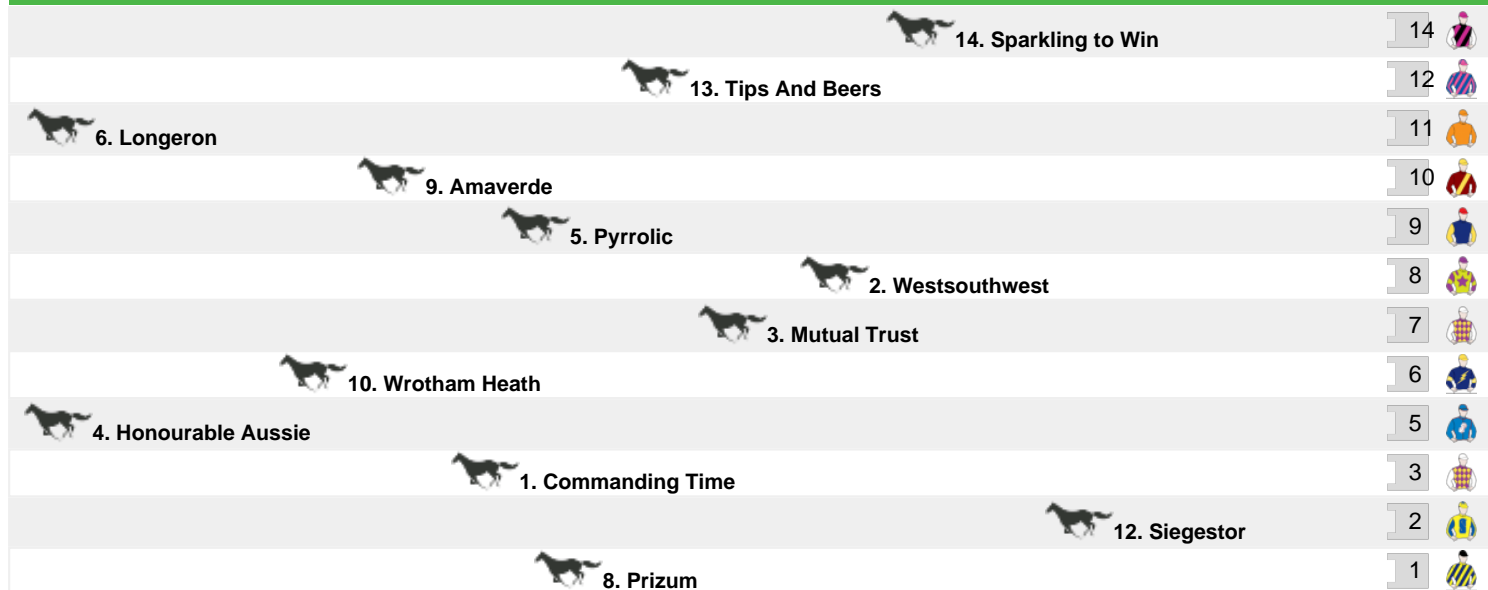 14. Sparkling to Win 14
13. Tips And Beers 12
6. Longeron 11
9. Amaverde 10
5. Pyrrolic 9
2. Westsouthwest 8
3. Mutual Trust 7
10. Wrotham Heath 6
4. Honourable Aussie 5
1. Commanding Time 3
12. Siegestor 2
8. Prizum 1